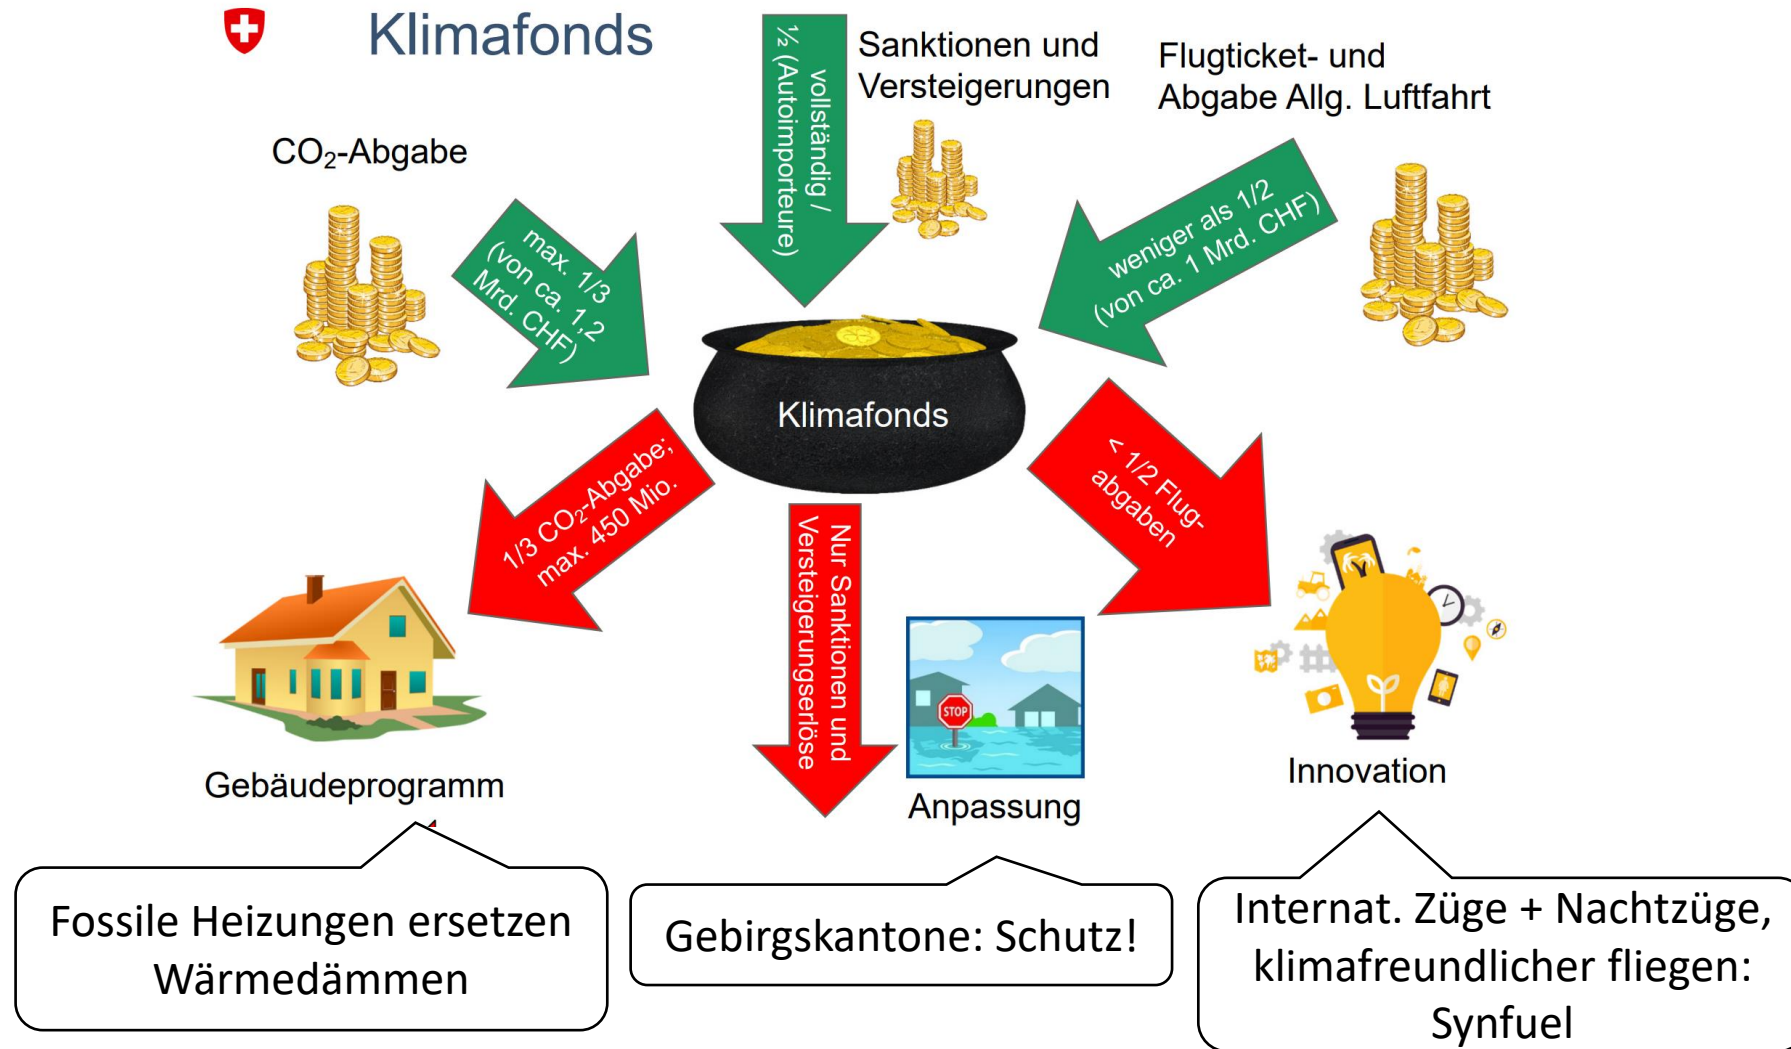 Klimafonds
CO₂-Abgabe
max. 1/3
(von ca. 1,2
Mrd. CHF)
vollständig /
½ (Autoimporteure)
Sanktionen und
Versteigerungen
Flugticket- und
Abgabe Allg. Luftfahrt
weniger als 1/2
(von ca. 1 Mrd. CHF)
Klimafonds
1/3 CO₂-Abgabe;
max. 450 Mio.
Nur Sanktionen und
Versteigerungserlöse
< 1/2 Flug-
abgaben
STOP
Gebäudeprogramm
Anpassung
Innovation
Fossile Heizungen ersetzen
Wärmedämmen
Gebirgskantone: Schutz!
Internat. Züge + Nachtzüge,
klimafreundlicher fliegen:
Synfuel